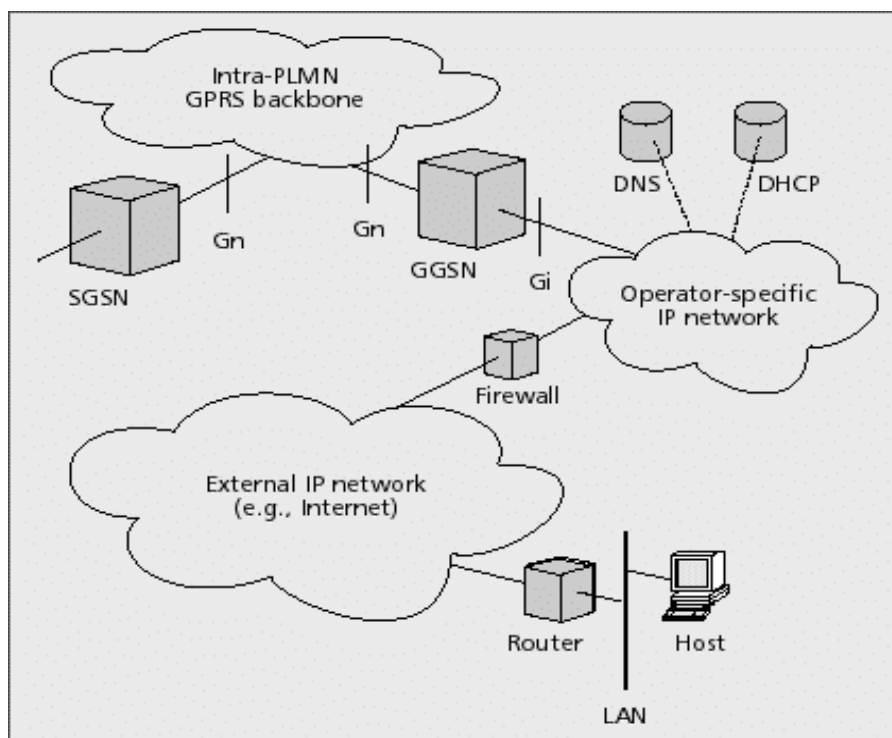 Intra-PLMN
GPRS backbone
DNS
DHCP
Gn
Gn
GGSN
Gi
SGSN
Operator-specific
IP network
Firewall
External IP network
(e.g., Internet)
Router
Host
LAN